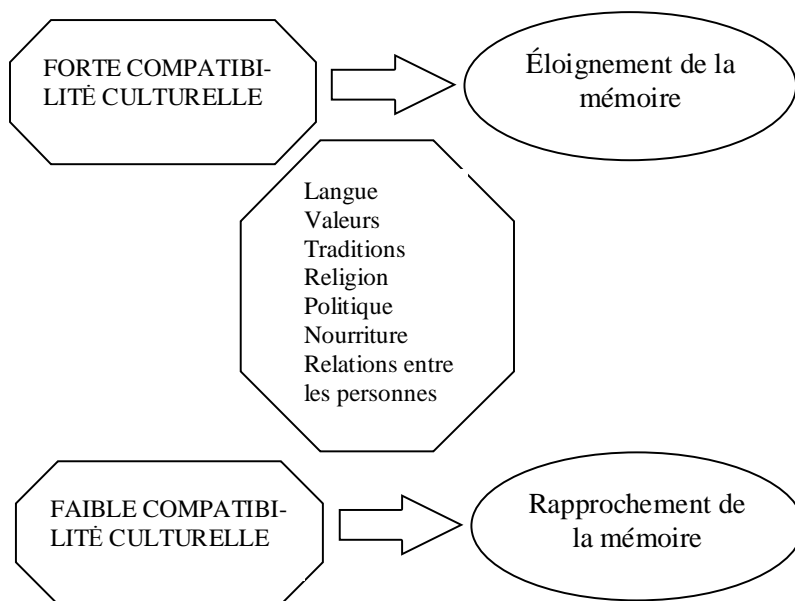 FORTE COMPATIBI-
LITÉ CULTURELLE
Éloignement de la
mémoire
Langue
Valeurs
Traditions
Religion
Politique
Nourriture
Relations entre
les personnes
FAIBLE COMPATIBI-
LITÉ CULTURELLE
Rapprochement de
la mémoire